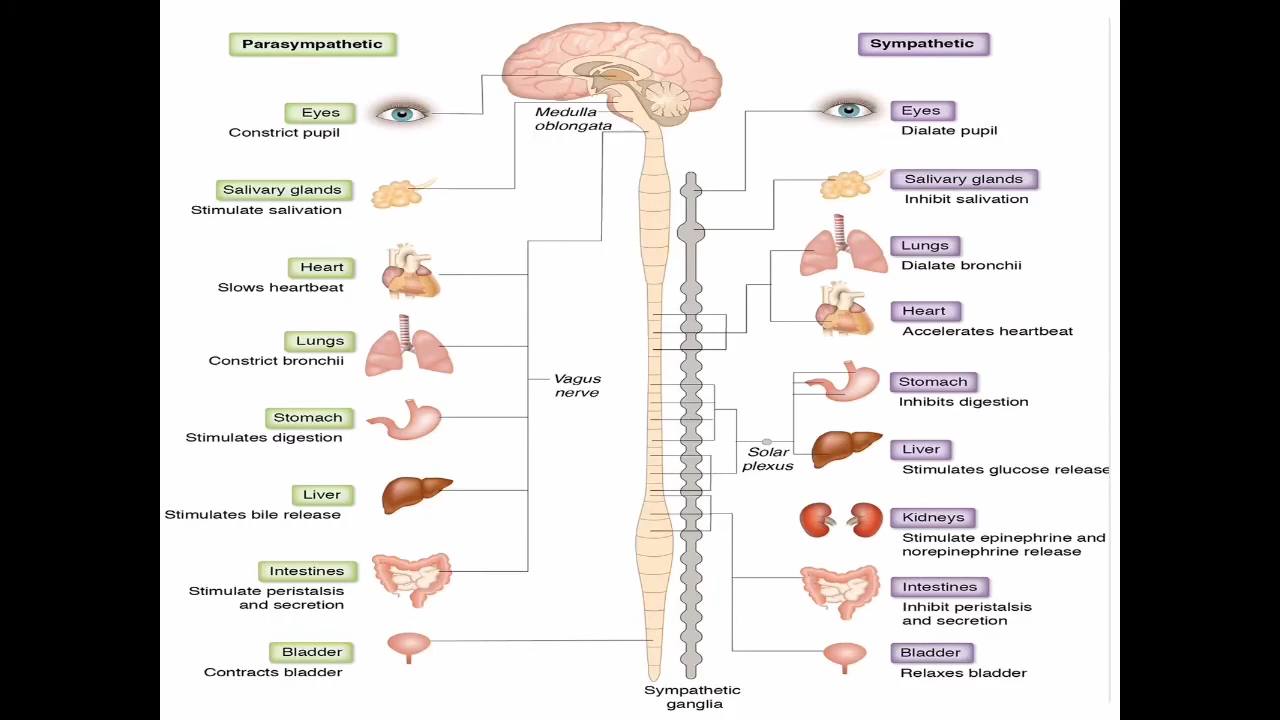 Parasympathetic
Eyes
Constrict pupil
Salivary glands
Stimulate salivation
Heart
Slows heartbeat
Lungs
Constrict bronchii
Stomach
Stimulates digestion
Liver
Stimulates bile release
Intestines
Stimulate peristalsis
and secretion
Bladder
Contracts bladder
Medulla
oblongata
Vagus
nerve
Solar
plexus
Sympathetic
ganglia
Sympathetic
Eyes
Dialate pupil
Salivary glands
Inhibit salivation
Lungs
Dialate bronchii
Heart
Accelerates heartbeat
Stomach
Inhibits digestion
Liver
Stimulates glucose release
Kidneys
Stimulate epinephrine and
norepinephrine release
Intestines
Inhibit peristalsis
and secretion
Bladder
Relaxes bladder